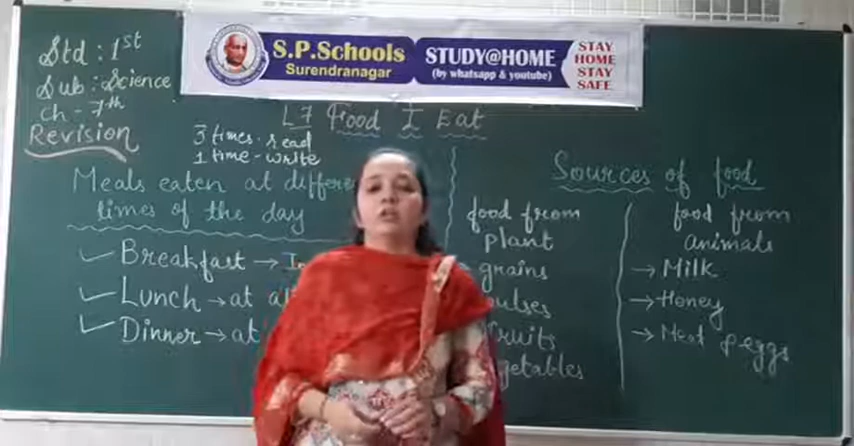 S.P.Schools
Surendranagar
STUDY@HOME
(by whatsapp & youtube)
STAY
HOME
STAY
SAFE
Std : 1st
Sub : Science
ch - 7th
Revision
L7 Food I Eat
3 times - read
1 time - write
Meals eaten at differe
times of the day
Breakfast →
Lunch → at
Dinner → at
Sources of food
food from
plant
grains
ulses
ruits
getables
food from
animals
→ Milk
→ Honey
→ Meat & eggs